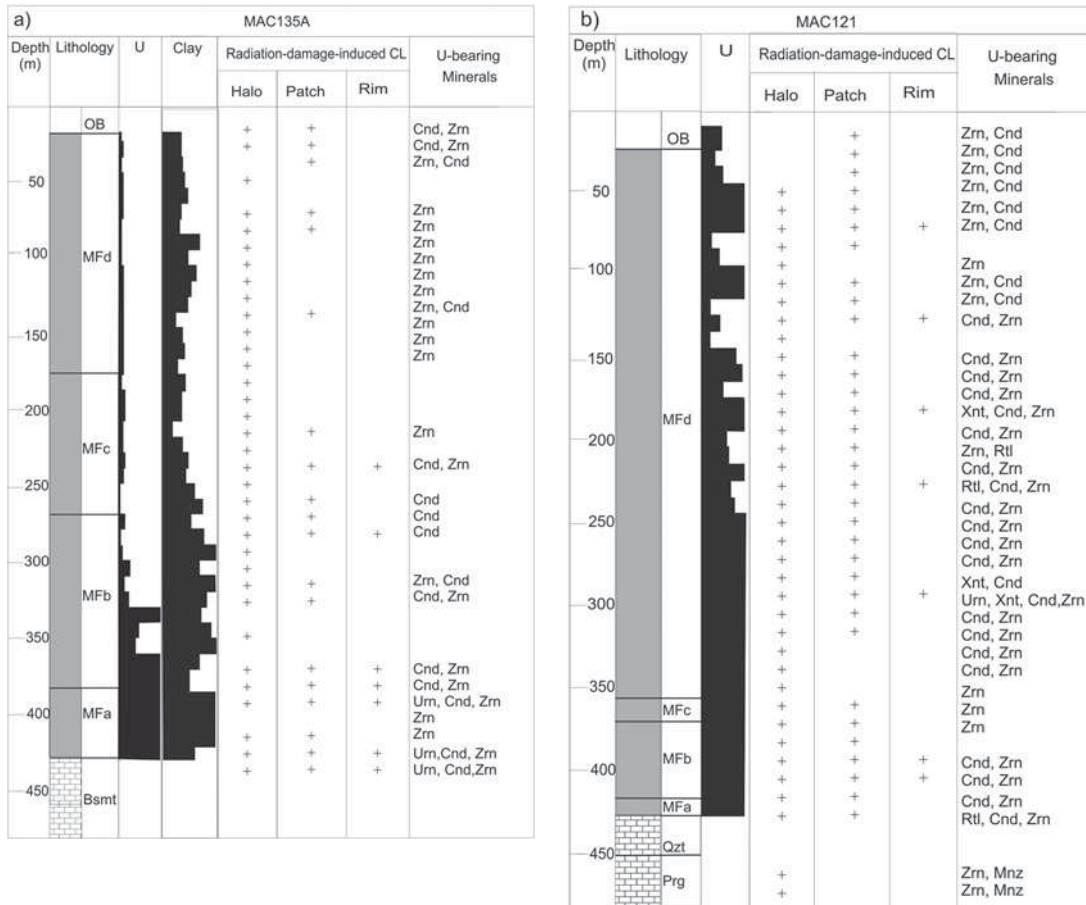 a)
MAC135A
Depth (m)
Lithology
U
Clay
Radiation-damage-induced CL
Halo
Patch
Rim
U-bearing
Minerals
50
100
150
200
250
300
350
400
450
OB
MFd
MFc
MFb
MFa
Bsmt
Cnd, Zrn
Cnd, Zrn
Zrn, Cnd
Zrn
Zrn
Zrn
Zrn
Zrn
Zrn
Zrn, Cnd
Zrn
Zrn
Zrn
Zrn
Cnd, Zrn
Cnd
Cnd
Cnd
Zrn, Cnd
Cnd, Zrn
Cnd, Zrn
Cnd, Zrn
Urn, Cnd, Zrn
Zrn
Zrn
Urn,Cnd, Zrn
Urn, Cnd,Zrn
b)
MAC121
Depth
(m)
Lithology
U
Radiation-damage-induced CL
Halo
Patch
Rim
U-bearing
Minerals
50
100
150
200
250
300
350
400
450
OB
MFd
MFc
MFb
MFa
Qzt
Prg
Zrn, Cnd
Zrn, Cnd
Zrn, Cnd
Zrn, Cnd
Zrn, Cnd
Zrn, Cnd
Zrn
Zrn, Cnd
Zrn, Cnd
Cnd, Zrn
Cnd, Zrn
Cnd, Zrn
Cnd, Zrn
Xnt, Cnd, Zrn
Cnd, Zrn
Zrn, Rtl
Cnd, Zrn
Rtl, Cnd, Zrn
Cnd, Zrn
Cnd, Zrn
Cnd, Zrn
Cnd, Zrn
Xnt, Cnd
Urn, Xnt, Cnd,Zrn
Cnd, Zrn
Cnd, Zrn
Cnd, Zrn
Cnd, Zrn
Zrn
Zrn
Zrn
Cnd, Zrn
Cnd, Zrn
Cnd, Zrn
Rtl, Cnd, Zrn
Zrn, Mnz
Zrn, Mnz